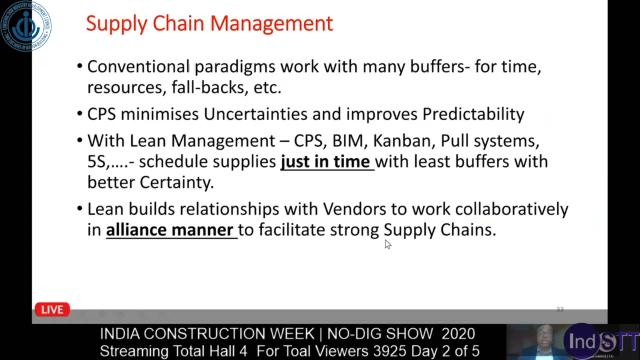 Supply Chain Management
• Conventional paradigms work with many buffers- for time,
resources, fall-backs, etc.
• CPS minimises Uncertainties and improves Predictability
• With Lean Management – CPS, BIM, Kanban, Pull systems,
5S,....- schedule supplies just in time with least buffers with
better Certainty.
• Lean builds relationships with Vendors to work collaboratively
in alliance manner to facilitate strong Supply Chains.
LIVE
33
INDIA CONSTRUCTION WEEK | NO-DIG SHOW 2020
Streaming Total Hall 4 For Toal Viewers 3925 Day 2 of 5
IndSTT